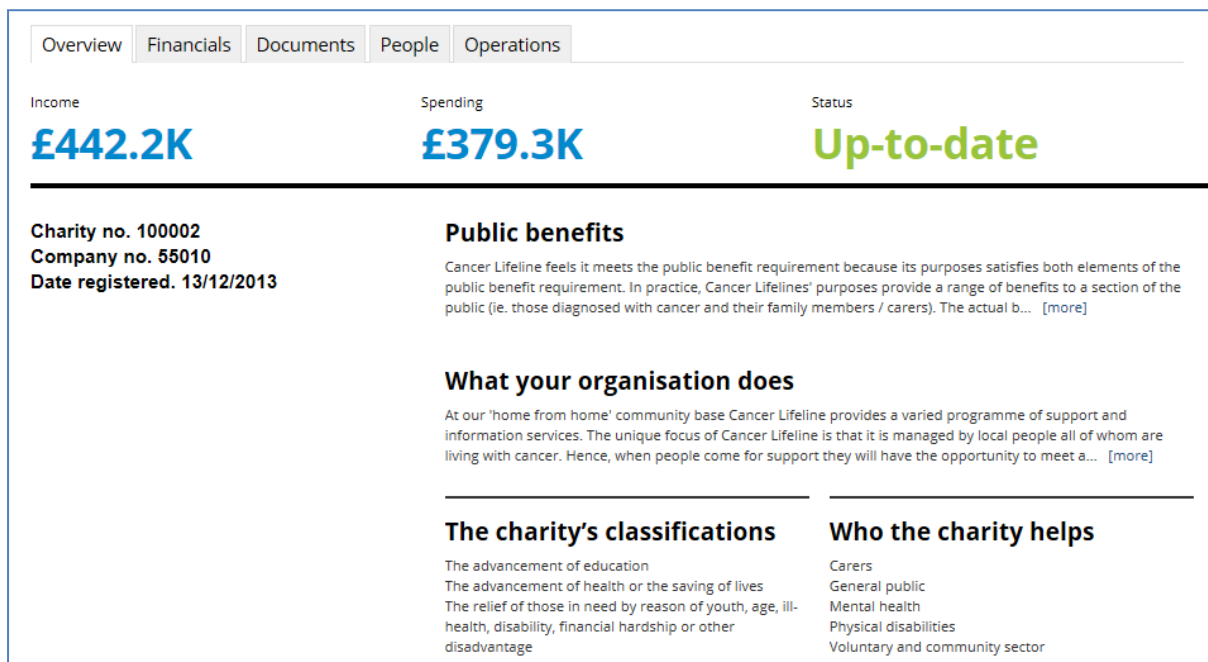 Overview Financials Documents People Operations
Income Spending Status
£442.2K £379.3K Up-to-date
Charity no. 100002
Company no. 55010
Date registered. 13/12/2013
Public benefits
Cancer Lifeline feels it meets the public benefit requirement because its purposes satisfies both elements of the
public benefit requirement. In practice, Cancer Lifelines' purposes provide a range of benefits to a section of the
public (ie. those diagnosed with cancer and their family members / carers). The actual b... [more]
What your organisation does
At our 'home from home' community base Cancer Lifeline provides a varied programme of support and
information services. The unique focus of Cancer Lifeline is that it is managed by local people all of whom are
living with cancer. Hence, when people come for support they will have the opportunity to meet a... [more]
The charity’s classifications
The advancement of education
The advancement of health or the saving of lives
The relief of those in need by reason of youth, age, ill-
health, disability, financial hardship or other
disadvantage
Who the charity helps
Carers
General public
Mental health
Physical disabilities
Voluntary and community sector